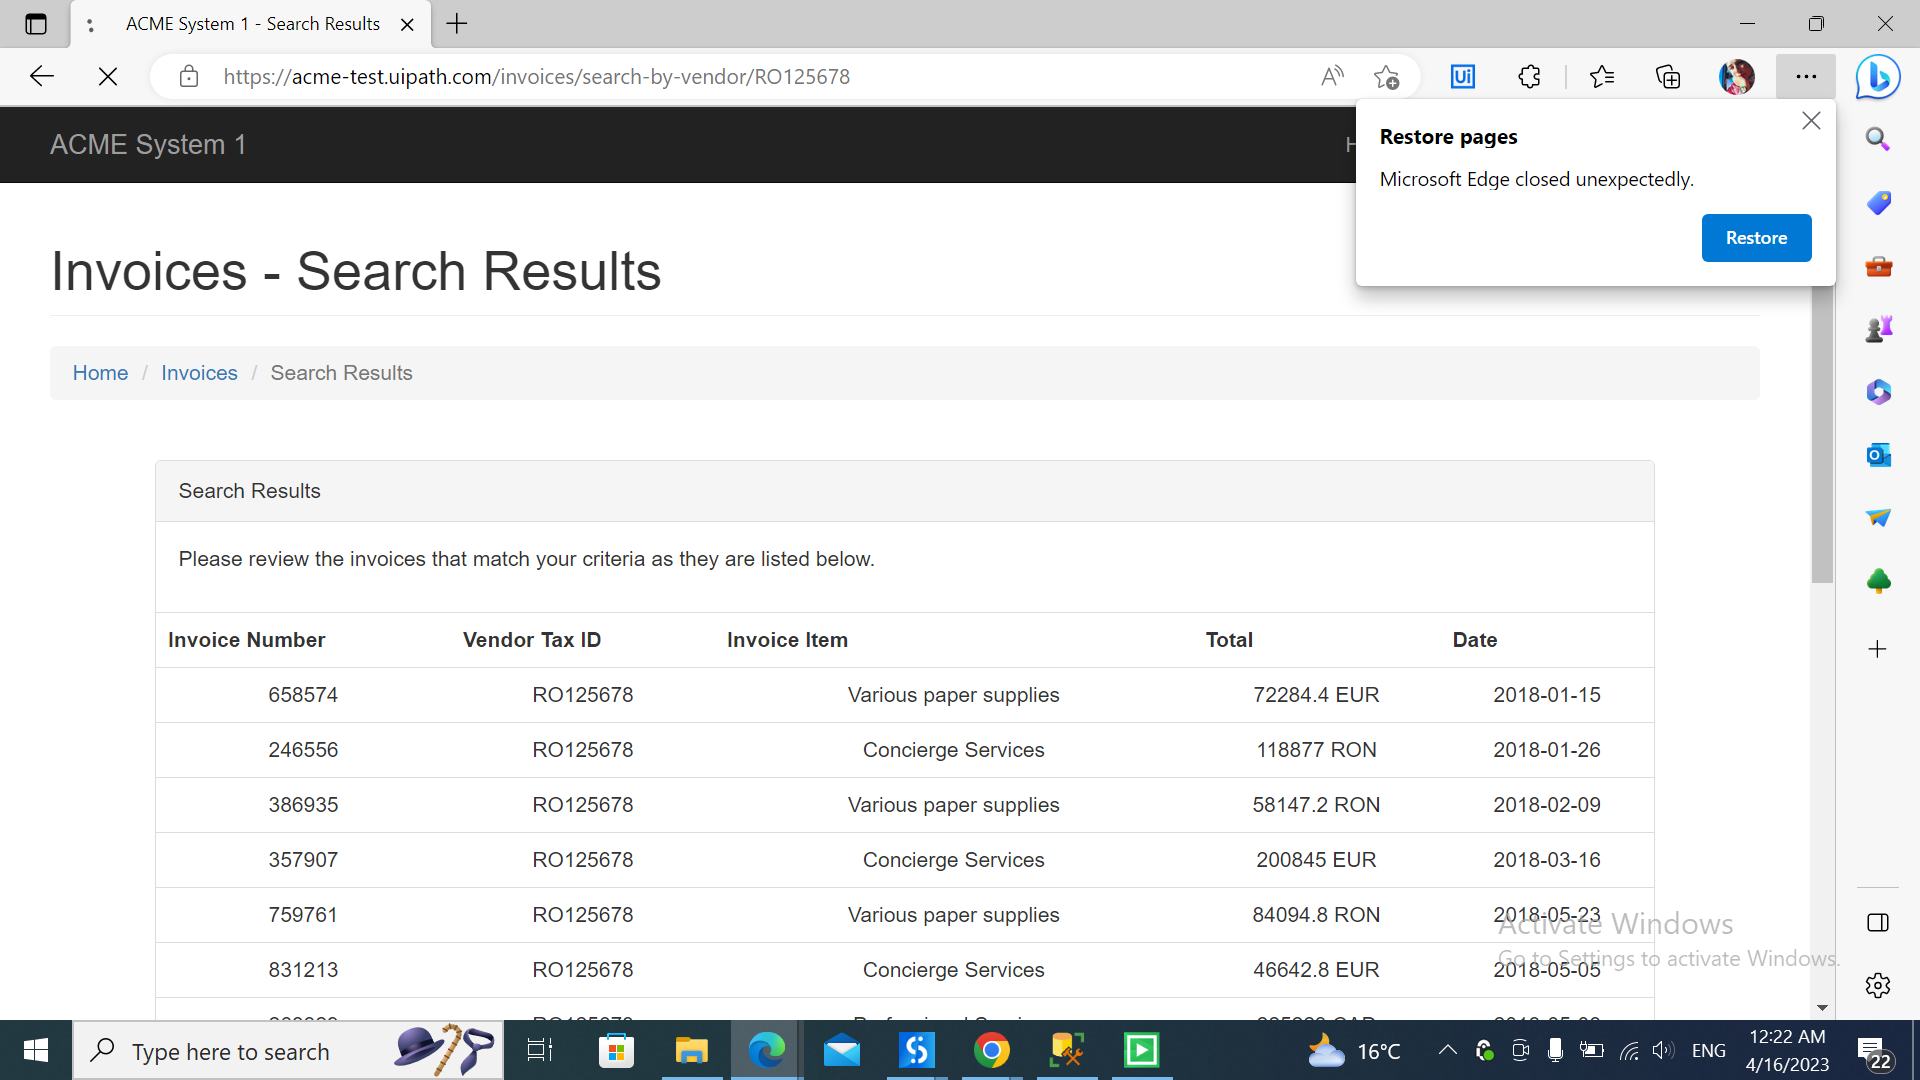 ACME System 1 - Search Results
https://acme-test.uipath.com/invoices/search-by-vendor/RO125678
ACME System 1
Restore pages
Microsoft Edge closed unexpectedly.
Restore
Invoices - Search Results
Home / Invoices / Search Results
Search Results
Please review the invoices that match your criteria as they are listed below.
Invoice Number Vendor Tax ID Invoice Item Total Date
658574 RO125678 Various paper supplies 72284.4 EUR 2018-01-15
246556 RO125678 Concierge Services 118877 RON 2018-01-26
386935 RO125678 Various paper supplies 58147.2 RON 2018-02-09
357907 RO125678 Concierge Services 200845 EUR 2018-03-16
759761 RO125678 Various paper supplies 84094.8 RON 2018-05-23
831213 RO125678 Concierge Services 46642.8 EUR 2018-05-05
Activate Windows
Go to Settings to activate Windows.
Type here to search
16°C
ENG
12:22 AM
4/16/2023
22